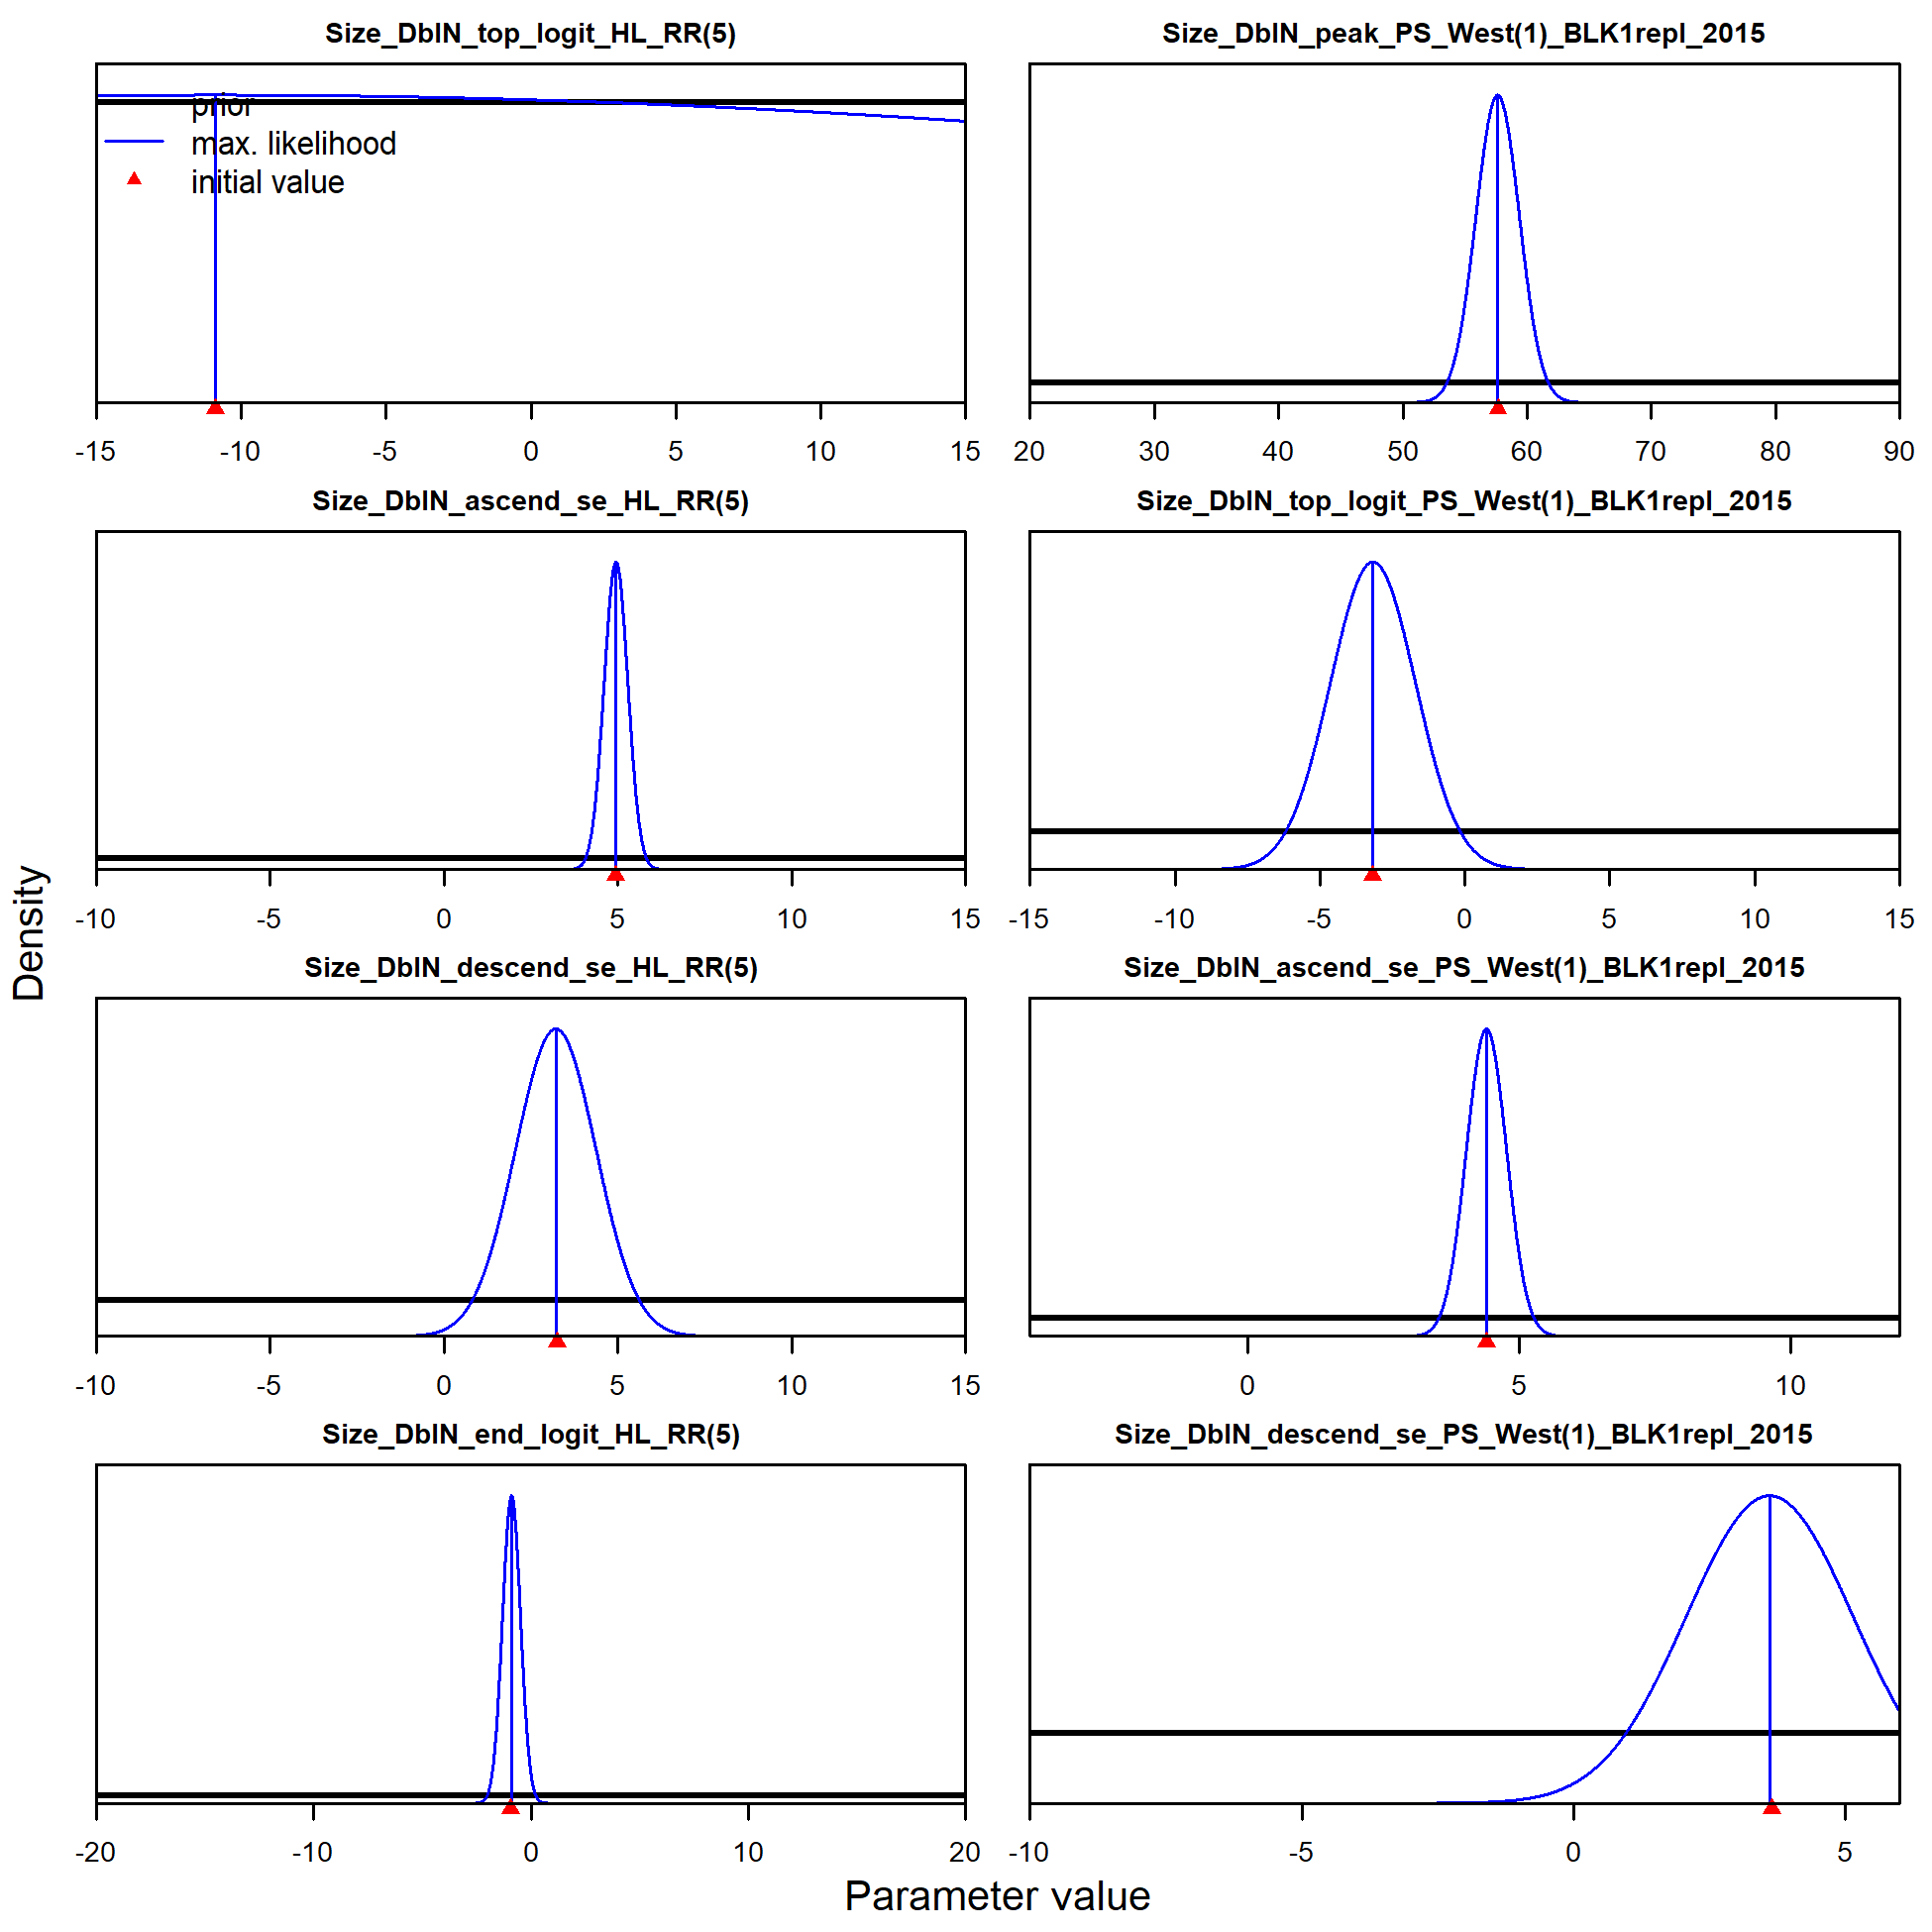 Size_DblN_top_logit_HL_RR(5)
prior
max. likelihood
initial value
-15 -10 -5 0 5 10 15
Size_DblN_peak_PS_West(1)_BLK1repl_2015
20 30 40 50 60 70 80 90
Size_DblN_ascend_se_HL_RR(5)
-10 -5 0 5 10 15
Size_DblN_top_logit_PS_West(1)_BLK1repl_2015
-15 -10 -5 0 5 10 15
Size_DblN_descend_se_HL_RR(5)
-10 -5 0 5 10 15
Size_DblN_ascend_se_PS_West(1)_BLK1repl_2015
0 5 10
Size_DblN_end_logit_HL_RR(5)
-20 -10 0 10 20
Size_DblN_descend_se_PS_West(1)_BLK1repl_2015
-10 -5 0 5
Density
Parameter value